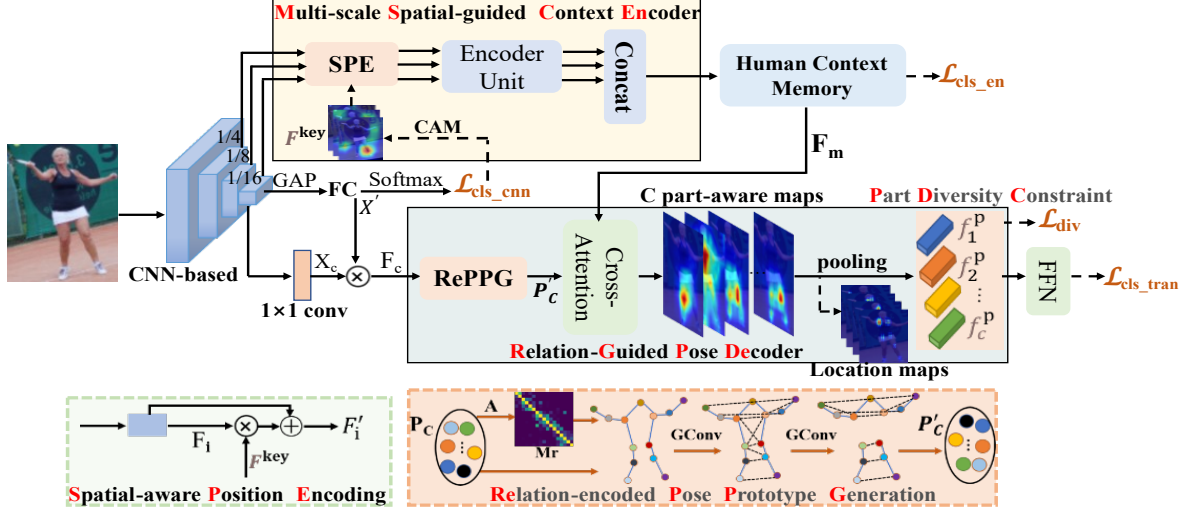 Multi-scale Spatial-guided Context Encoder
SPE
Encoder
Unit
Concat
Human Context
Memory
ℒcls_en
Fkey
CAM
Fm
1/4
1/8
1/16
GAP
FC
Softmax
ℒcls_cnn
X′
CNN-based
Xc
1×1 conv
Fc
RePPG
P′C
Cross-
Attention
C part-aware maps
...
pooling
Location maps
Relation-Guided Pose Decoder
Part Diversity Constraint
f1p
f2p
⋮
fcp
ℒdiv
FFN
ℒcls_tran
Fi
Fkey
F′i
Spatial-aware Position Encoding
PC
A
Mr
GConv
GConv
P′C
Relation-encoded Pose Prototype Generation